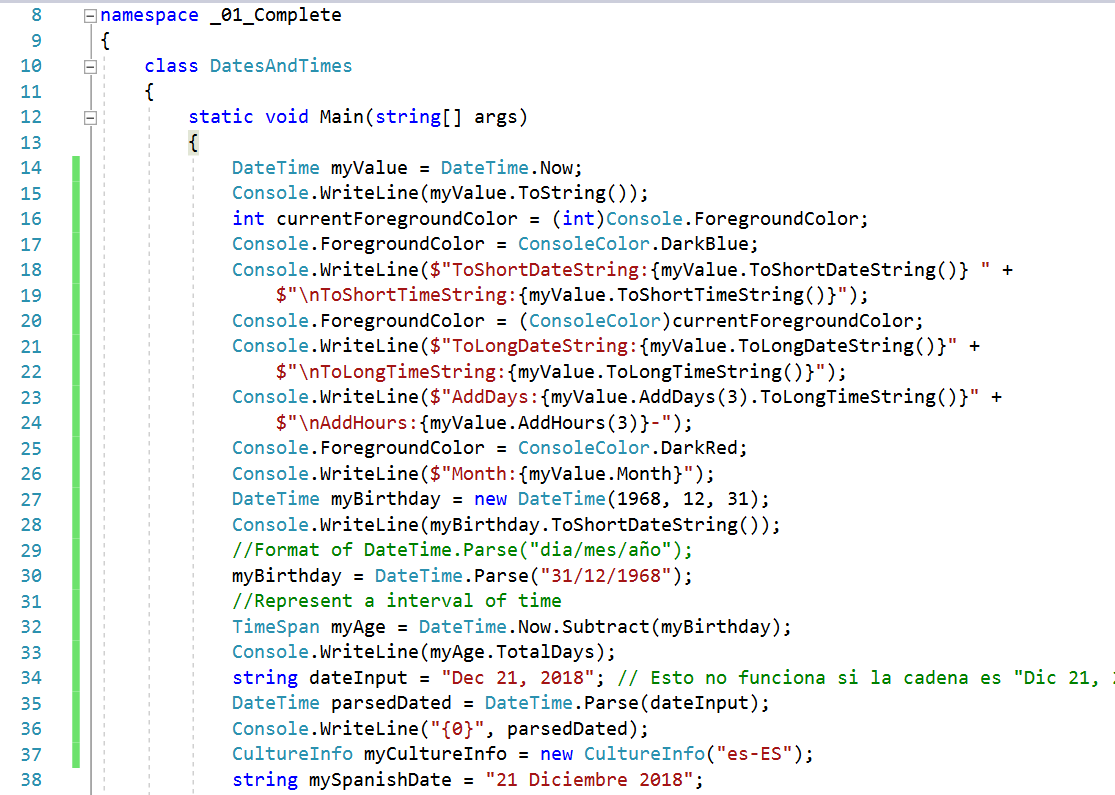 8 namespace _01_Complete
9 {
10 class DatesAndTimes
11 {
12 static void Main(string[] args)
13 {
14 DateTime myValue = DateTime.Now;
15 Console.WriteLine(myValue.ToString());
16 int currentForegroundColor = (int)Console.ForegroundColor;
17 Console.ForegroundColor = ConsoleColor.DarkBlue;
18 Console.WriteLine($"ToShortDateString:{myValue.ToShortDateString()} " +
19 $"\nToShortTimeString:{myValue.ToShortTimeString()}");
20 Console.ForegroundColor = (ConsoleColor)currentForegroundColor;
21 Console.WriteLine($"ToLongDateString:{myValue.ToLongDateString()}" +
22 $"\nToLongTimeString:{myValue.ToLongTimeString()}");
23 Console.WriteLine($"AddDays:{myValue.AddDays(3).ToLongTimeString()}" +
24 $"\nAddHours:{myValue.AddHours(3)}-");
25 Console.ForegroundColor = ConsoleColor.DarkRed;
26 Console.WriteLine($"Month:{myValue.Month}");
27 DateTime myBirthday = new DateTime(1968, 12, 31);
28 Console.WriteLine(myBirthday.ToShortDateString());
29 //Format of DateTime.Parse("dia/mes/año");
30 myBirthday = DateTime.Parse("31/12/1968");
31 //Represent a interval of time
32 TimeSpan myAge = DateTime.Now.Subtract(myBirthday);
33 Console.WriteLine(myAge.TotalDays);
34 string dateInput = "Dec 21, 2018"; // Esto no funciona si la cadena es "Dic 21,
35 DateTime parsedDated = DateTime.Parse(dateInput);
36 Console.WriteLine("{0}", parsedDated);
37 CultureInfo myCultureInfo = new CultureInfo("es-ES");
38 string mySpanishDate = "21 Diciembre 2018";